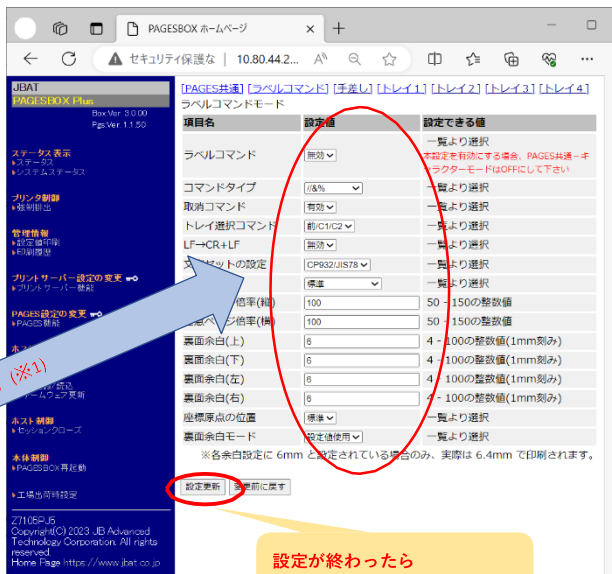 PAGESBOX ホームページ
セキュリティ保護な
10.80.44.2...
JBAT
PAGESBOX Plus
Box:Ver 3.0.00
Pgs:Ver. 1.1.50
ステータス表示
ステータス
システムステータス
プリンタ制御
強制排出
管理情報
設定値印刷
印刷履歴
プリントサーバー設定の変更
プリントサーバー機能
PAGES設定の変更
PAGES機能
(※1)
ホスト制御
セッションクローズ
本体制御
PAGESBOX再起動
工場出荷時設定
Z7105PJ5
Copyright(C) 2023 JB Advanced
Technology Corporation. All rights
reserved.
Home Page https://www.jbat.co.jp
[PAGES共通] [ラベルコマンド] [手差し] [トレイ1] [トレイ2] [トレイ3] [トレイ4]
ラベルコマンドモード
項目名 設定値 設定できる値
ラベルコマンド 無効 一覧より選択
本設定を有効にする場合、PAGES共通－キャラクターモードはOFFにして下さい
コマンドタイプ //&% 一覧より選択
取消コマンド 有効 一覧より選択
トレイ選択コマンド 前/C1/C2 一覧より選択
LF→CR+LF 無効 一覧より選択
セットの設定 CP932/JIS78 一覧より選択
標準 一覧より選択
倍率(縦) 100 50 - 150の整数値
ページ倍率(横) 100 50 - 150の整数値
裏面余白(上) 6 4 - 100の整数値(1mm刻み)
裏面余白(下) 6 4 - 100の整数値(1mm刻み)
裏面余白(左) 6 4 - 100の整数値(1mm刻み)
裏面余白(右) 6 4 - 100の整数値(1mm刻み)
座標原点の位置 標準 一覧より選択
裏面余白モード 設定値使用 一覧より選択
※各余白設定に 6mm と設定されている場合のみ、実際は 6.4mm で印刷されます。
設定更新 変更前に戻す
設定が終わったら